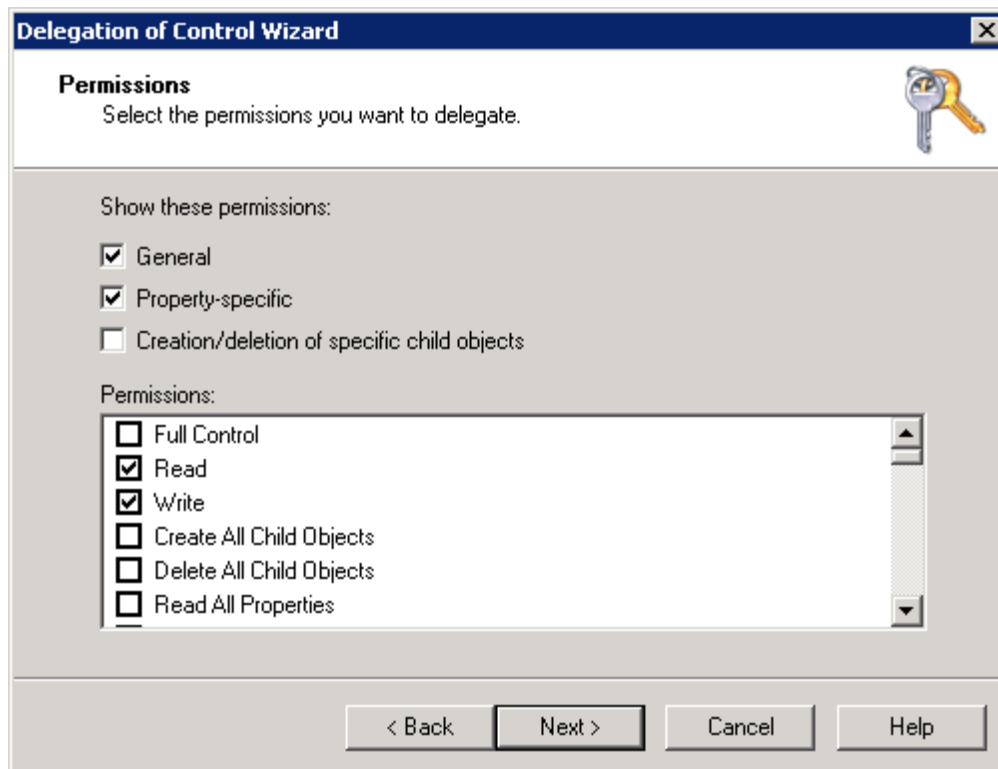 Delegation of Control Wizard
Permissions
Select the permissions you want to delegate.
Show these permissions:
General
Property-specific
Creation/deletion of specific child objects
Permissions:
Full Control
Read
Write
Create All Child Objects
Delete All Child Objects
Read All Properties
< Back Next > Cancel Help